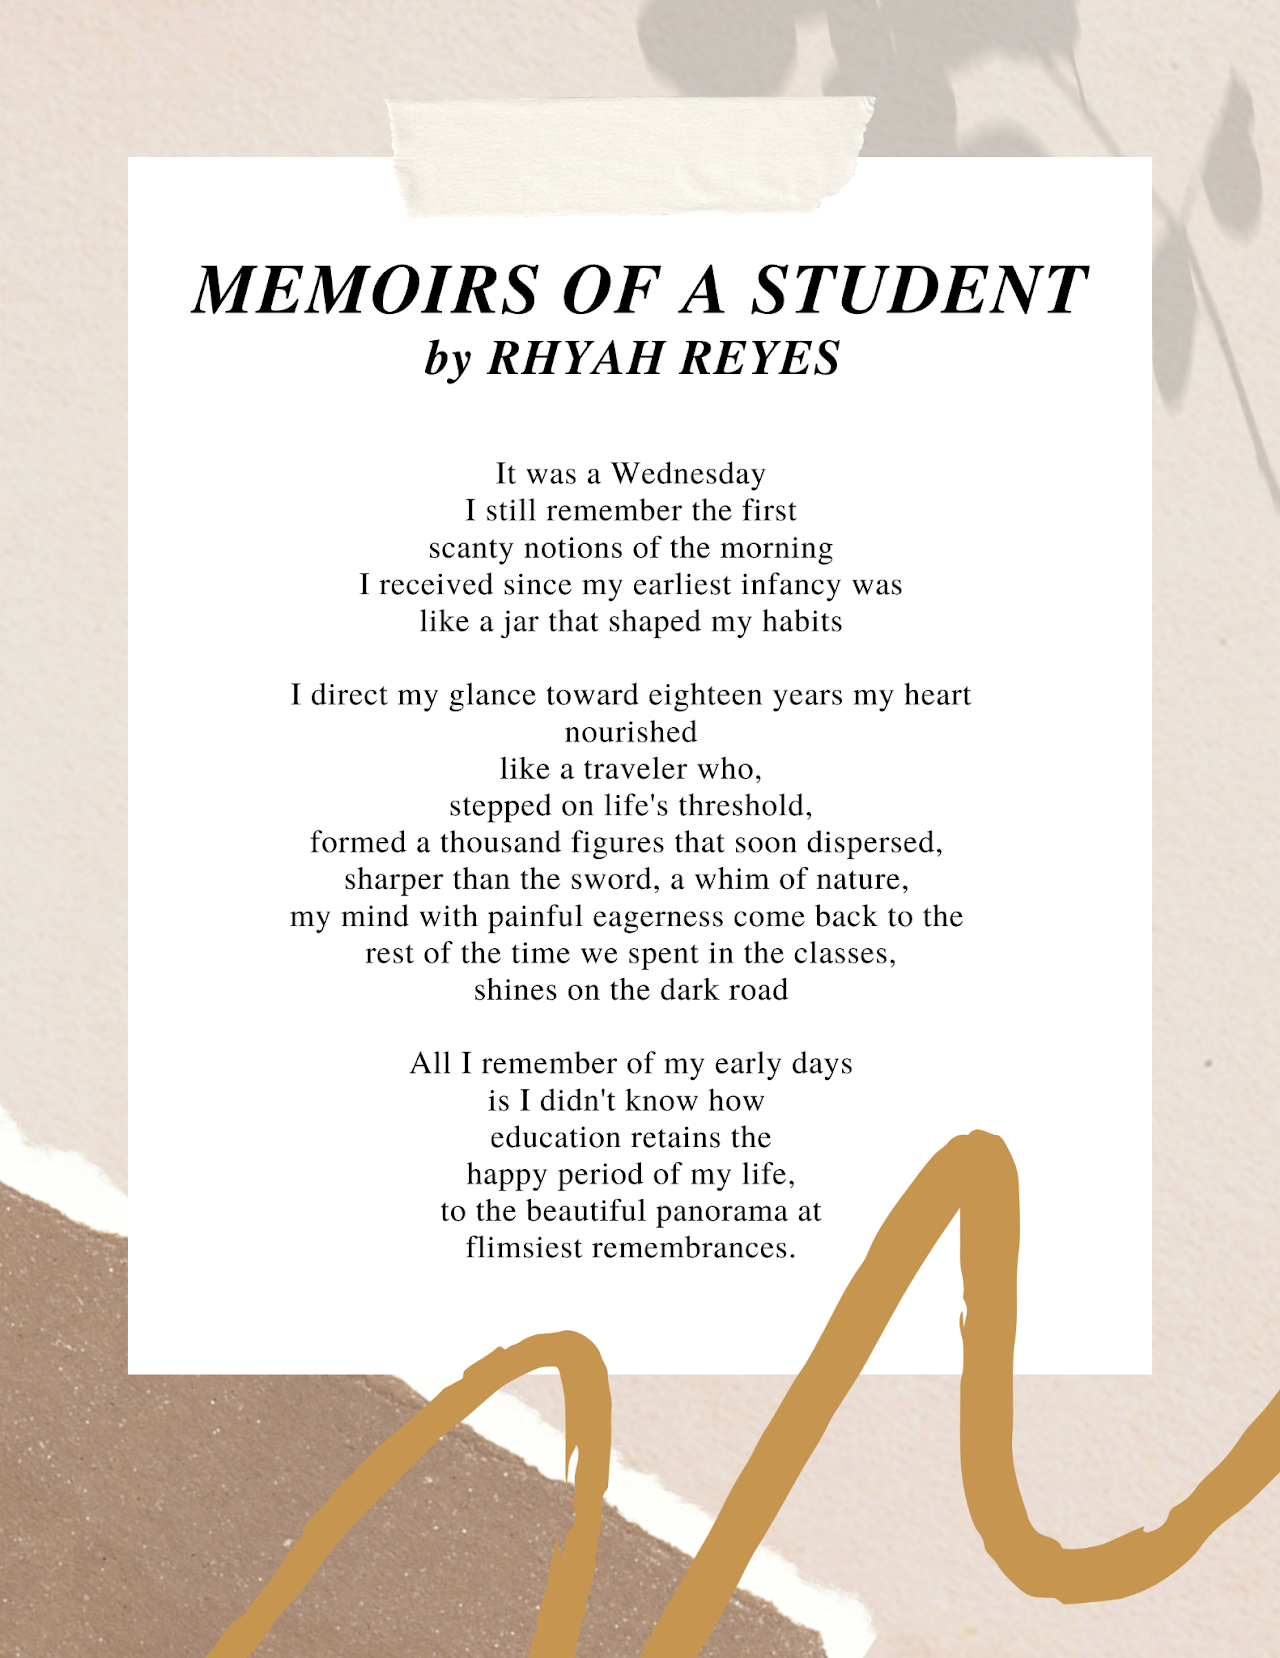 MEMOIRS OF A STUDENT
by RHYAH REYES
It was a Wednesday
I still remember the first
scanty notions of the morning
I received since my earliest infancy was
like a jar that shaped my habits
I direct my glance toward eighteen years my heart
nourished
like a traveler who,
stepped on life's threshold,
formed a thousand figures that soon dispersed,
sharper than the sword, a whim of nature,
my mind with painful eagerness come back to the
rest of the time we spent in the classes,
shines on the dark road
All I remember of my early days
is I didn't know how
education retains the
happy period of my life,
to the beautiful panorama at
flimsiest remembrances.